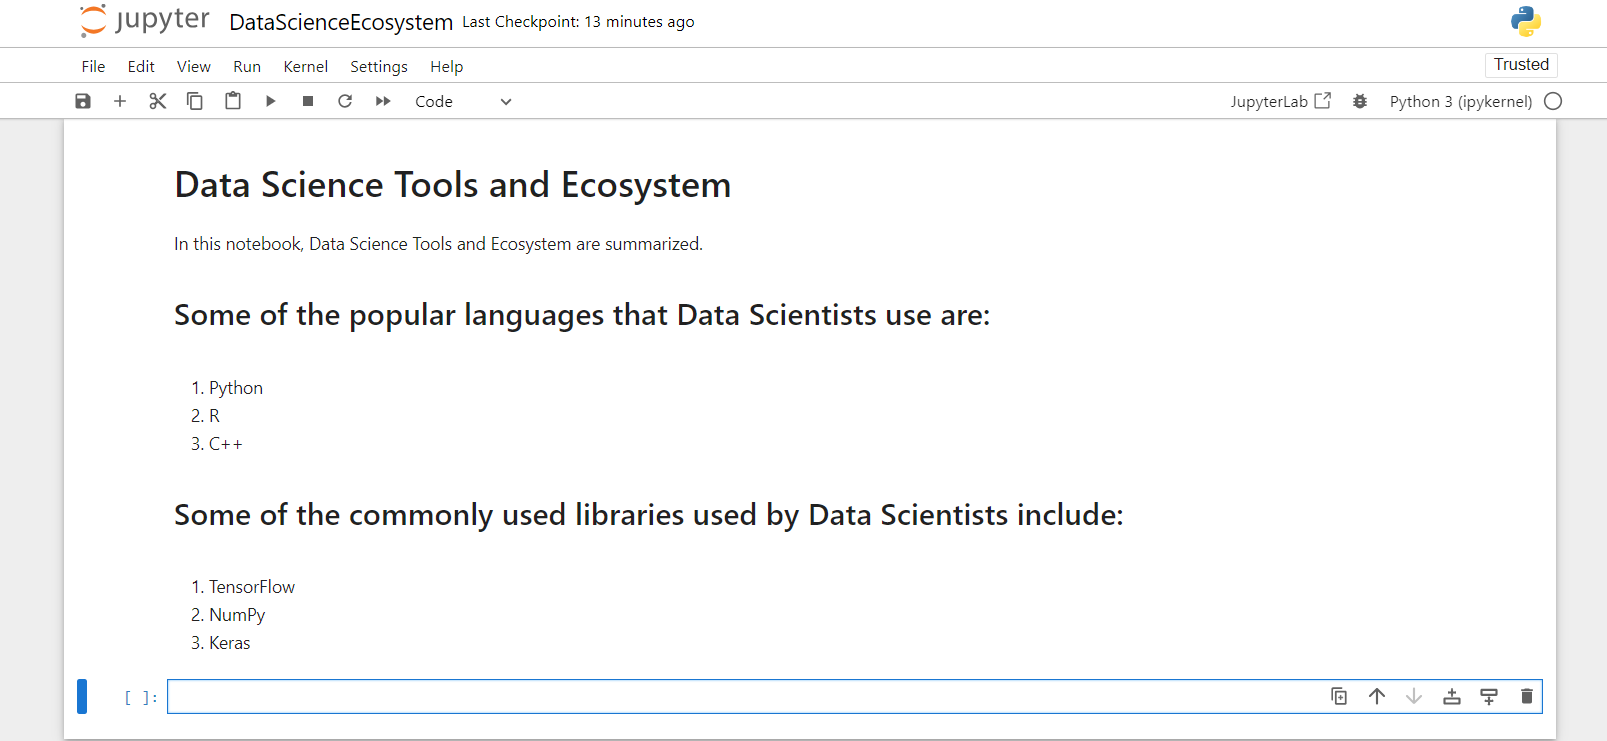 jupyter DataScienceEcosystem Last Checkpoint: 13 minutes ago
File Edit View Run Kernel Settings Help Trusted
Code JupyterLab Python 3 (ipykernel)
Data Science Tools and Ecosystem
In this notebook, Data Science Tools and Ecosystem are summarized.
Some of the popular languages that Data Scientists use are:
1. Python
2. R
3. C++
Some of the commonly used libraries used by Data Scientists include:
1. TensorFlow
2. NumPy
3. Keras
[ ]: